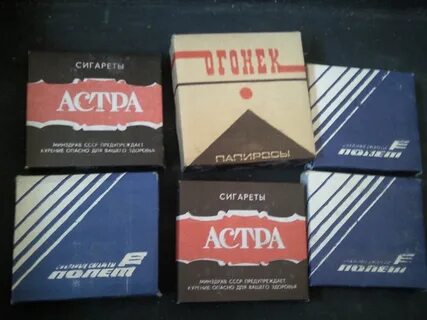 СИГАРЕТЫ
АСТРА
МИНЗДРАВ СССР ПРЕДУПРЕЖДАЕТ
КУРЕНИЕ ОПАСНО ДЛЯ ВАШЕГО ЗДОРОВЬЯ
ОГОНЕК
ПАПИРОСЫ
ПОЛЕТ
ПОЛЕТ
СИГАРЕТЫ
АСТРА
МИНЗДРАВ СССР ПРЕДУПРЕЖДАЕТ
КУРЕНИЕ ОПАСНО ДЛЯ ВАШЕГО ЗДОРОВЬЯ
ПОЛЕТ